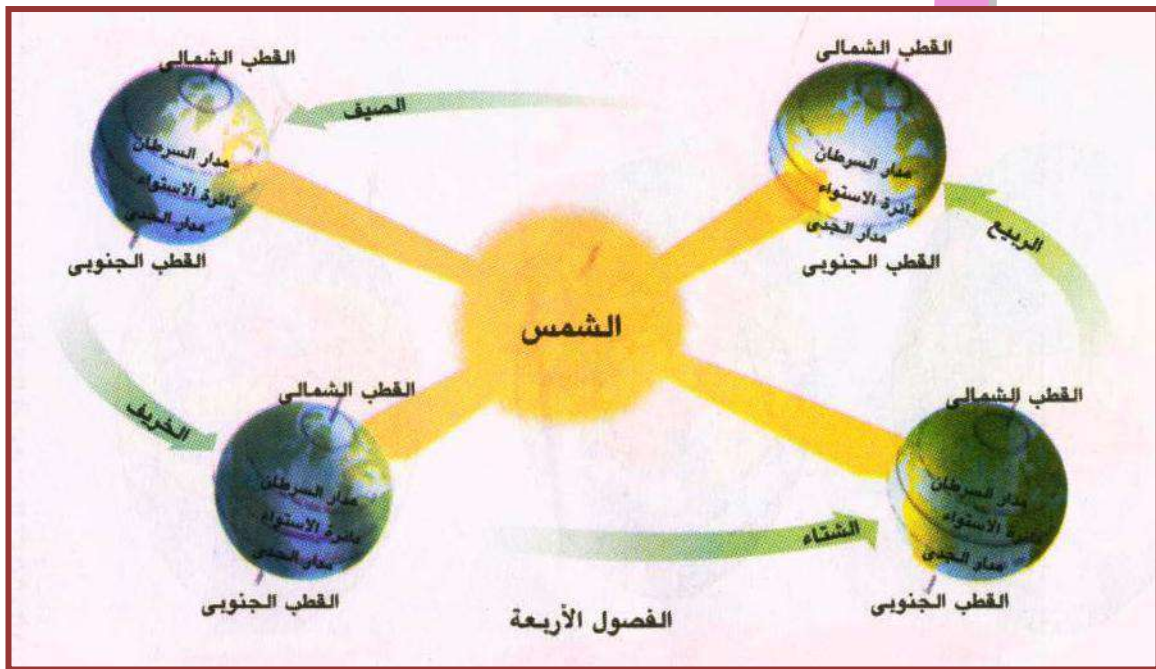 القطب الشمالى
القطب الشمالى
الصيف
مدار السرطان
دائرة الاستواء
مدار الجدى
القطب الجنوبى
مدار السرطان
دائرة الاستواء
مدار الجدى
القطب الجنوبى
الربيع
الشمس
القطب الشمالى
القطب الشمالى
الخريف
مدار السرطان
دائرة الاستواء
مدار الجدى
القطب الجنوبى
مدار السرطان
دائرة الاستواء
مدار الجدى
القطب الجنوبى
الشتاء
الفصول الأربعة